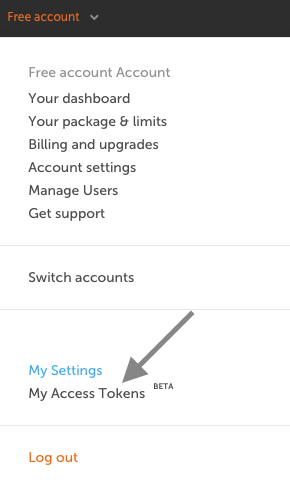 Free account
Free account Account
Your dashboard
Your package & limits
Billing and upgrades
Account settings
Manage Users
Get support
Switch accounts
My Settings
My Access Tokens BETA
Log out